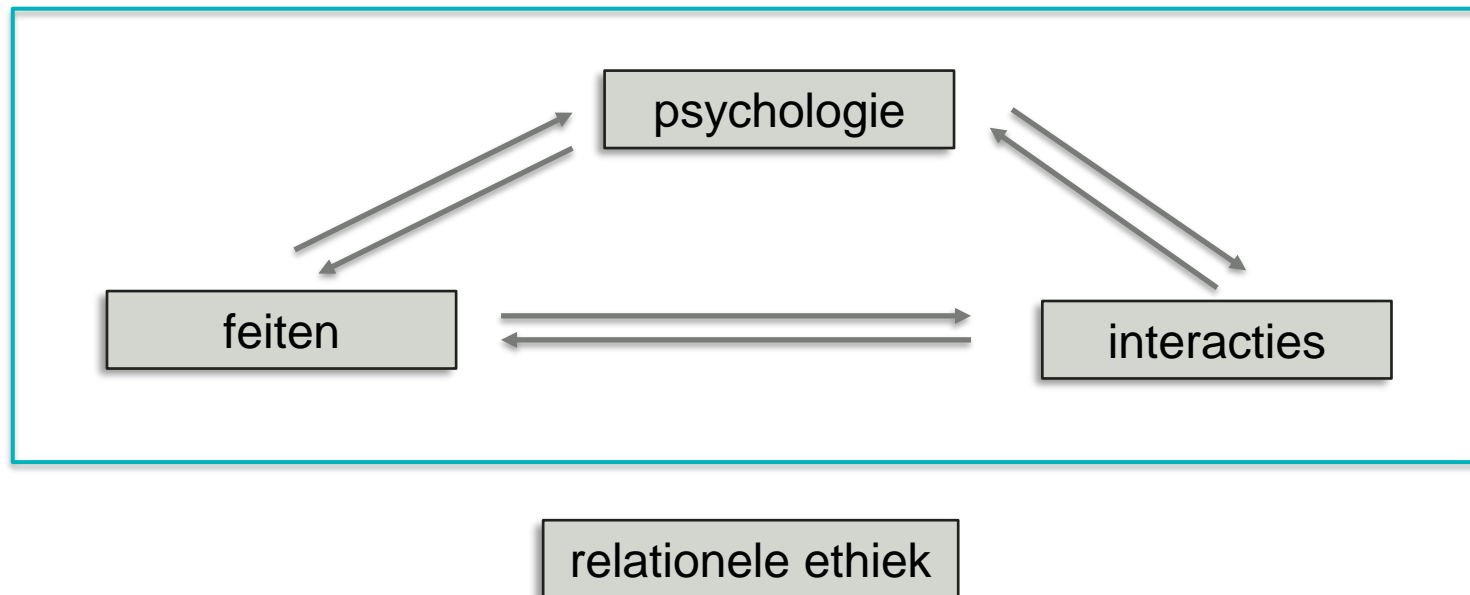 psychologie
feiten
interacties
relationele ethiek